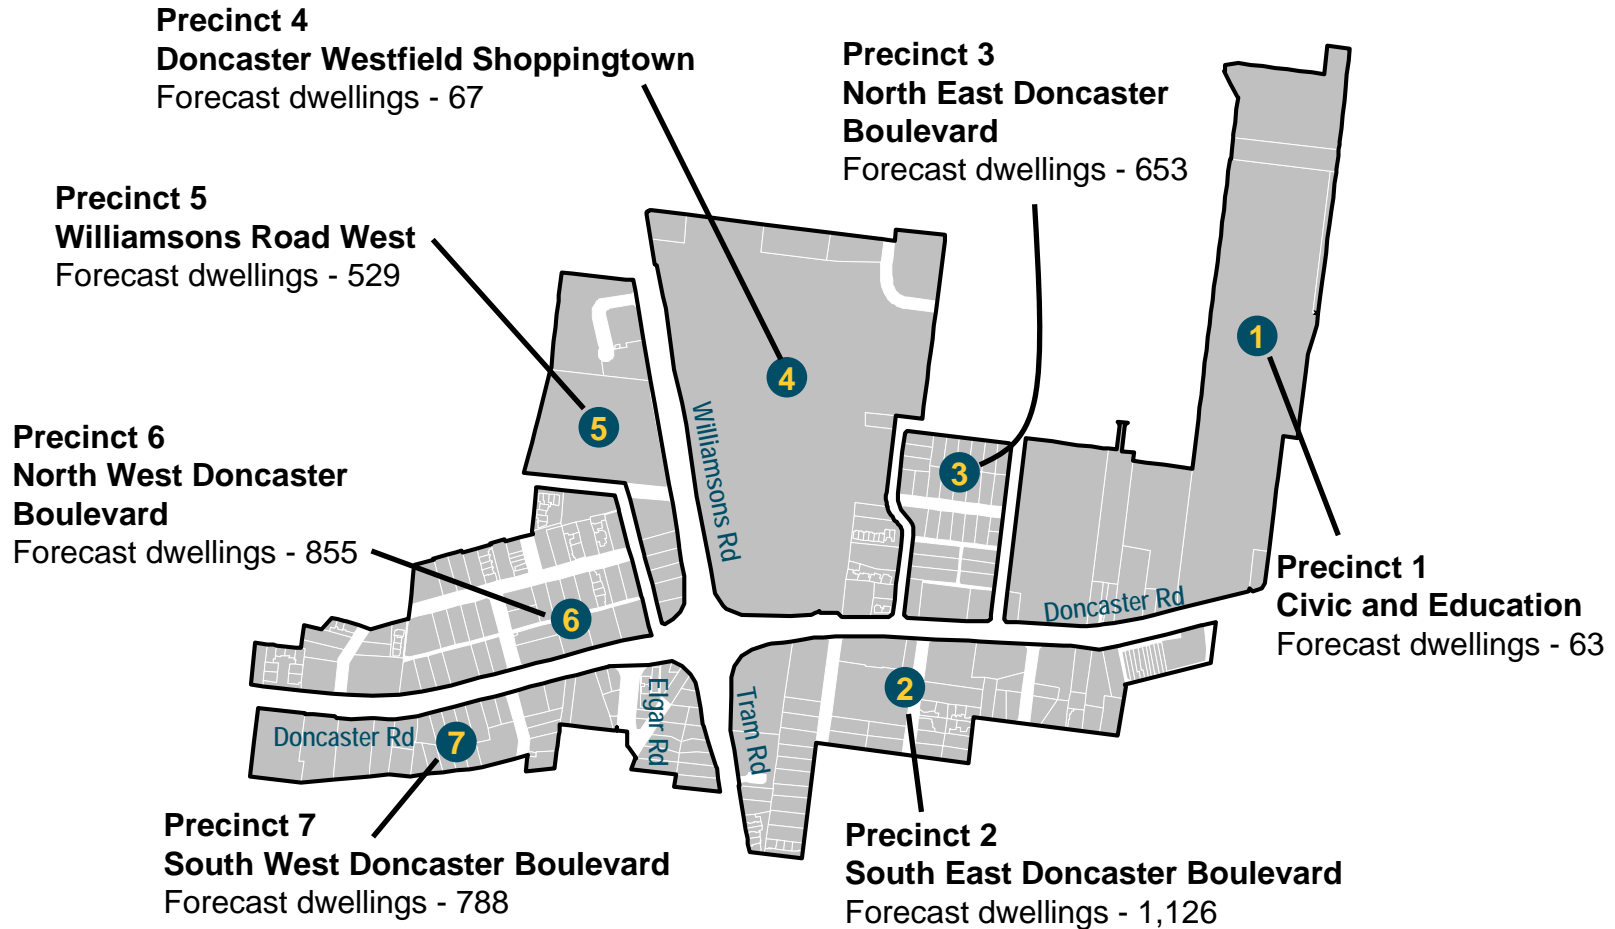 Precinct 4
Doncaster Westfield Shoppingtown
Forecast dwellings - 67
Precinct 3
North East Doncaster
Boulevard
Forecast dwellings - 653
Precinct 5
Williamsons Road West
Forecast dwellings - 529
1
4
5
Williamsons Rd
3
Precinct 6
North West Doncaster
Boulevard
Forecast dwellings - 855
6
Doncaster Rd
Precinct 1
Civic and Education
Forecast dwellings - 63
2
Elgar Rd
Tram Rd
Doncaster Rd
7
Precinct 7
South West Doncaster Boulevard
Forecast dwellings - 788
Precinct 2
South East Doncaster Boulevard
Forecast dwellings - 1,126